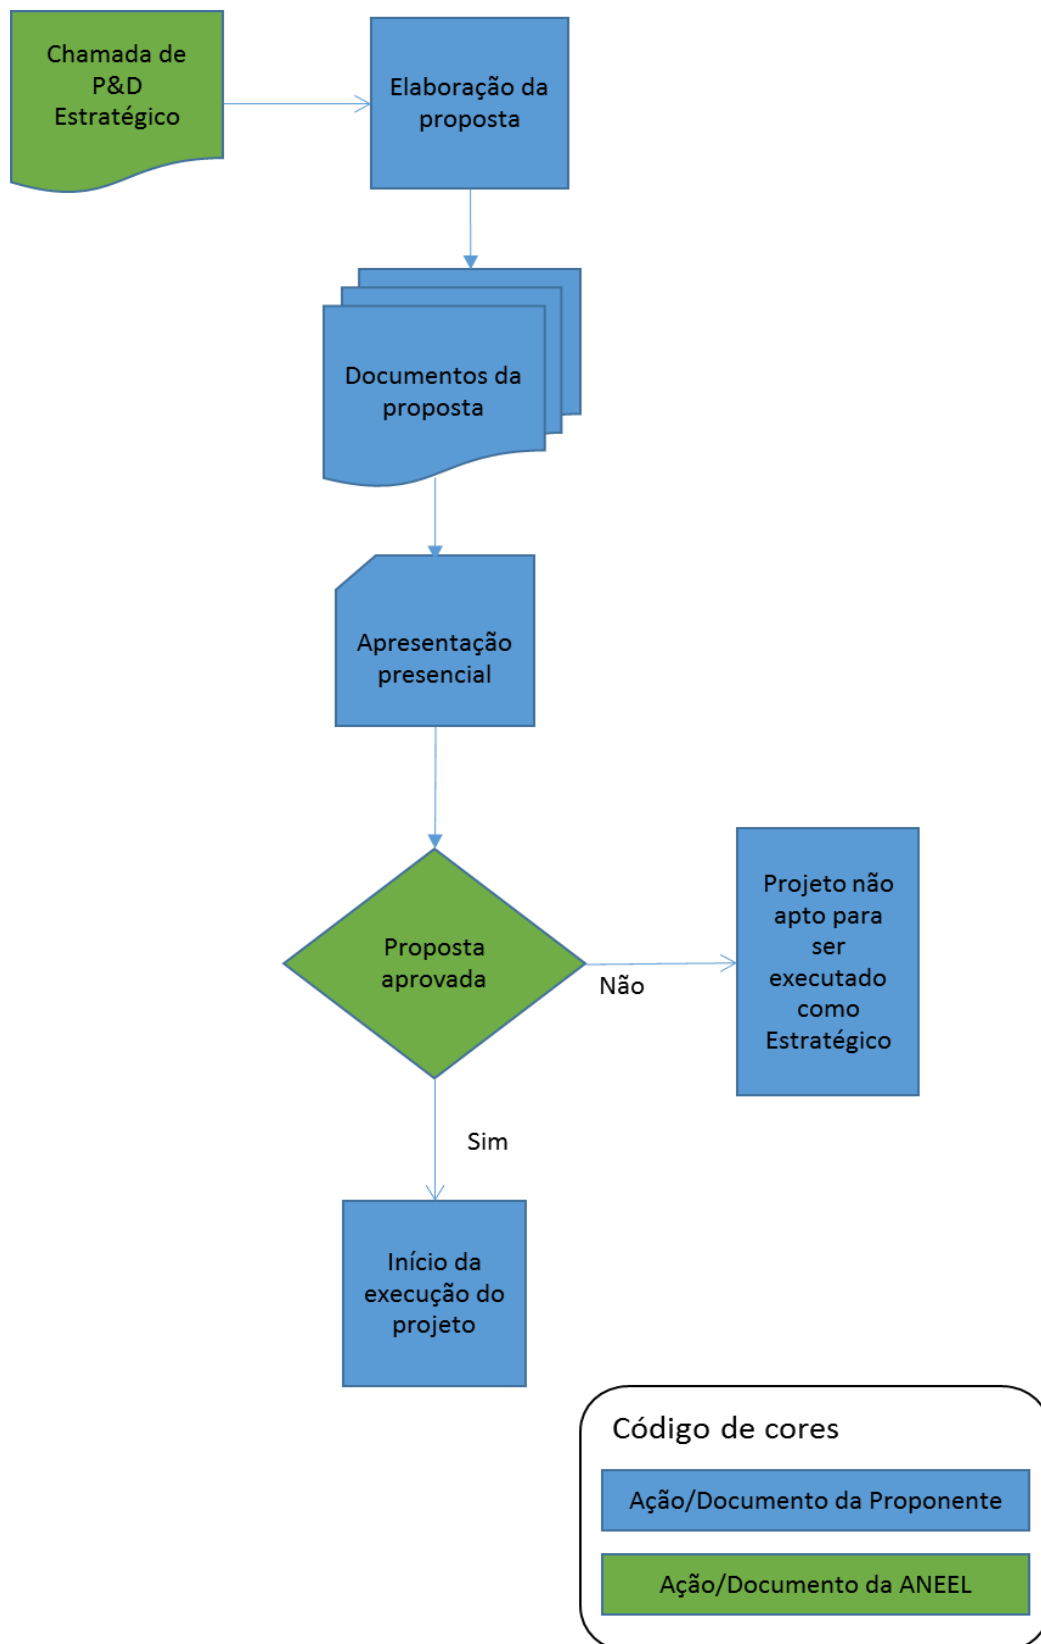 Chamada de
P&D
Estratégico
Elaboração da
proposta
Documentos da
proposta
Apresentação
presencial
Proposta
aprovada
Não
Projeto não
apto para
ser
executado
como
Estratégico
Sim
Início da
execução do
projeto
Código de cores
Ação/Documento da Proponente
Ação/Documento da ANEEL